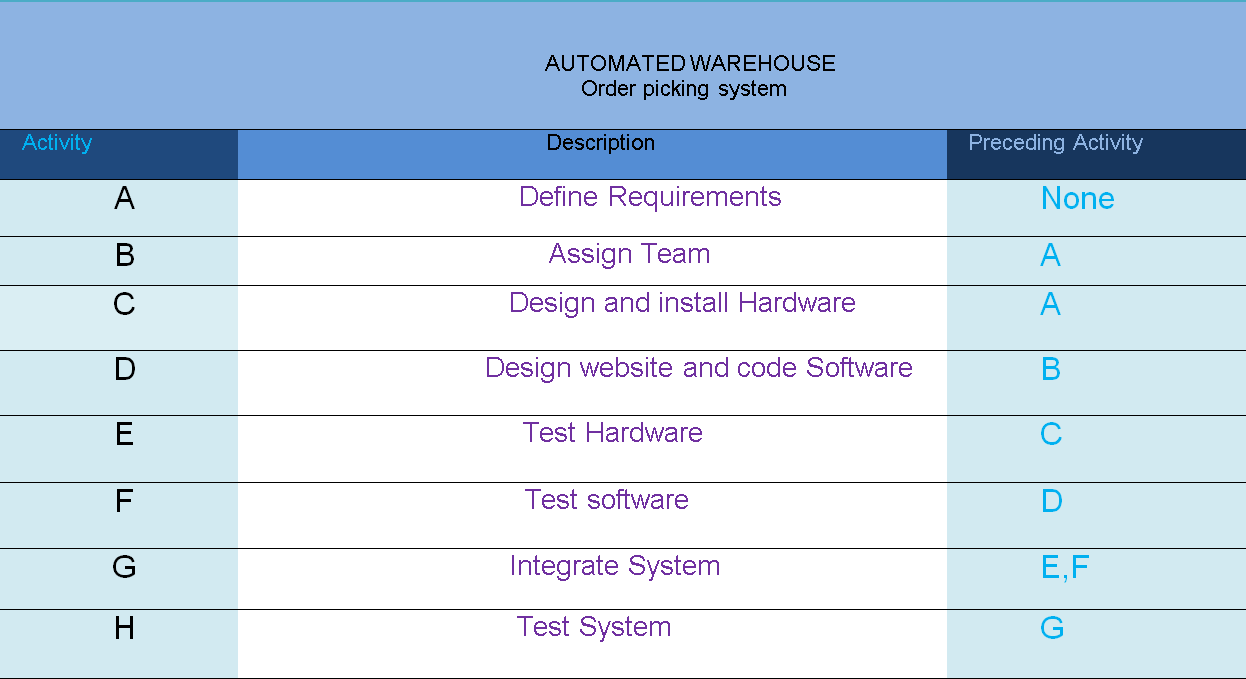 AUTOMATED WAREHOUSE
Order picking system
Activity Description Preceding Activity
A Define Requirements None
B Assign Team A
C Design and install Hardware A
D Design website and code Software B
E Test Hardware C
F Test software D
G Integrate System E,F
H Test System G